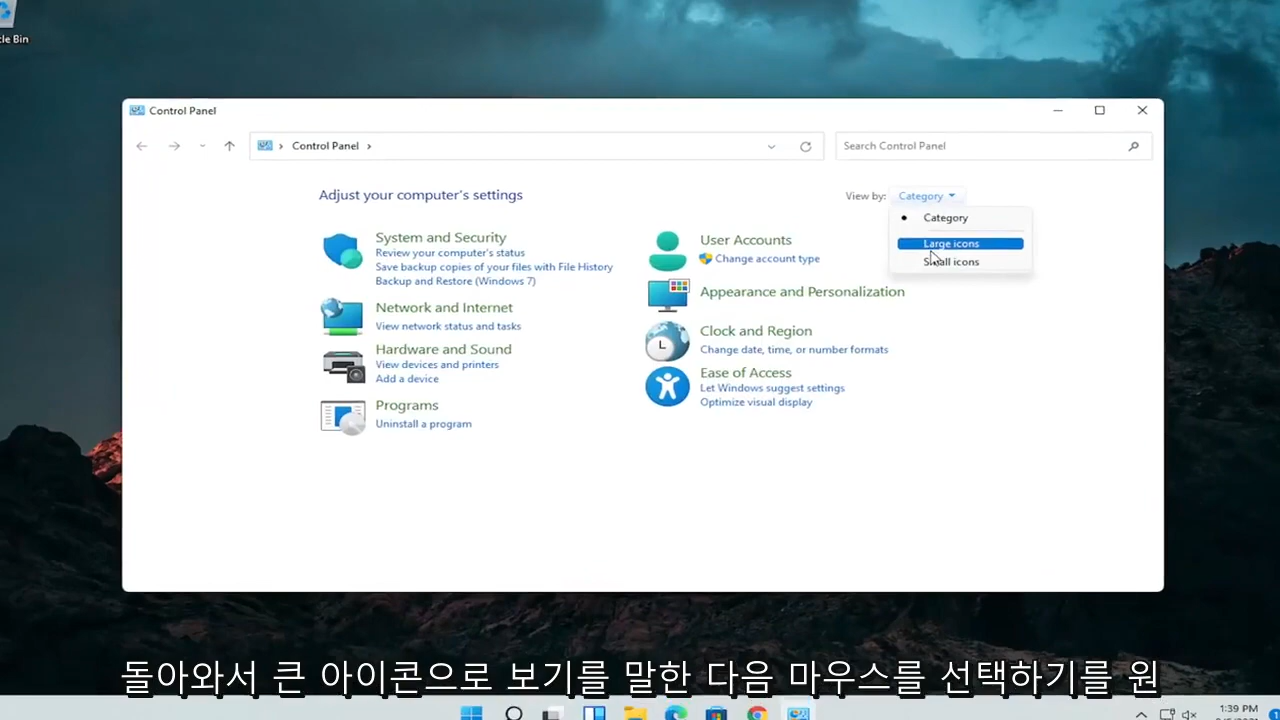 cle Bin
Control Panel
Control Panel
Search Control Panel
Adjust your computer's settings
View by: Category
Category
Large icons
Small icons
System and Security
Review your computer's status
Save backup copies of your files with File History
Backup and Restore (Windows 7)
Network and Internet
View network status and tasks
Hardware and Sound
View devices and printers
Add a device
Programs
Uninstall a program
User Accounts
Change account type
Appearance and Personalization
Clock and Region
Change date, time, or number formats
Ease of Access
Let Windows suggest settings
Optimize visual display
돌아와서 큰 아이콘으로 보기를 말한 다음 마우스를 선택하기를 원
1:39 PM